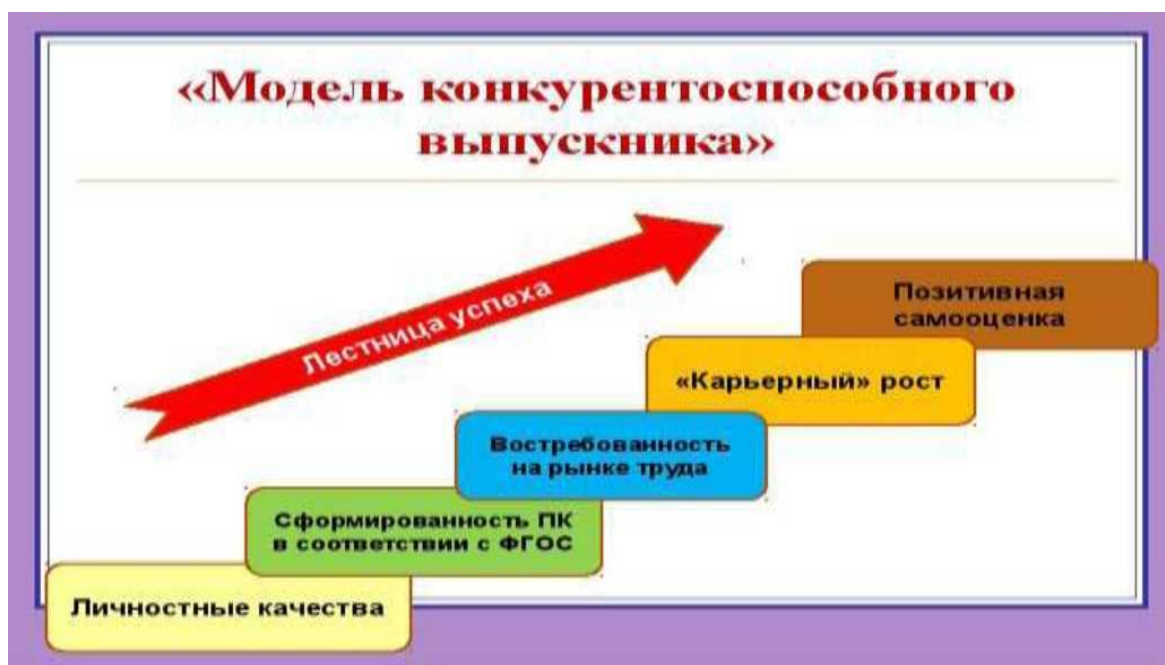 «Модель конкурентоспособного
выпускника»
Лестница успеха
Позитивная
самооценка
«Карьерный» рост
Востребованность
на рынке труда
Сформированность ПК
в соответствии с ФГОС
Личностные качества